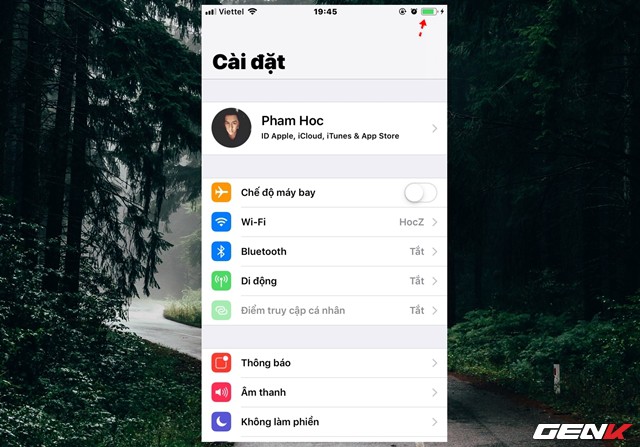 Viettel 19:45
Cài đặt
Pham Hoc
ID Apple, iCloud, iTunes & App Store
Chế độ máy bay
Wi-Fi HocZ
Bluetooth Tắt
Di động Tắt
Điểm truy cập cá nhân Tắt
Thông báo
Âm thanh
Không làm phiền
GENK